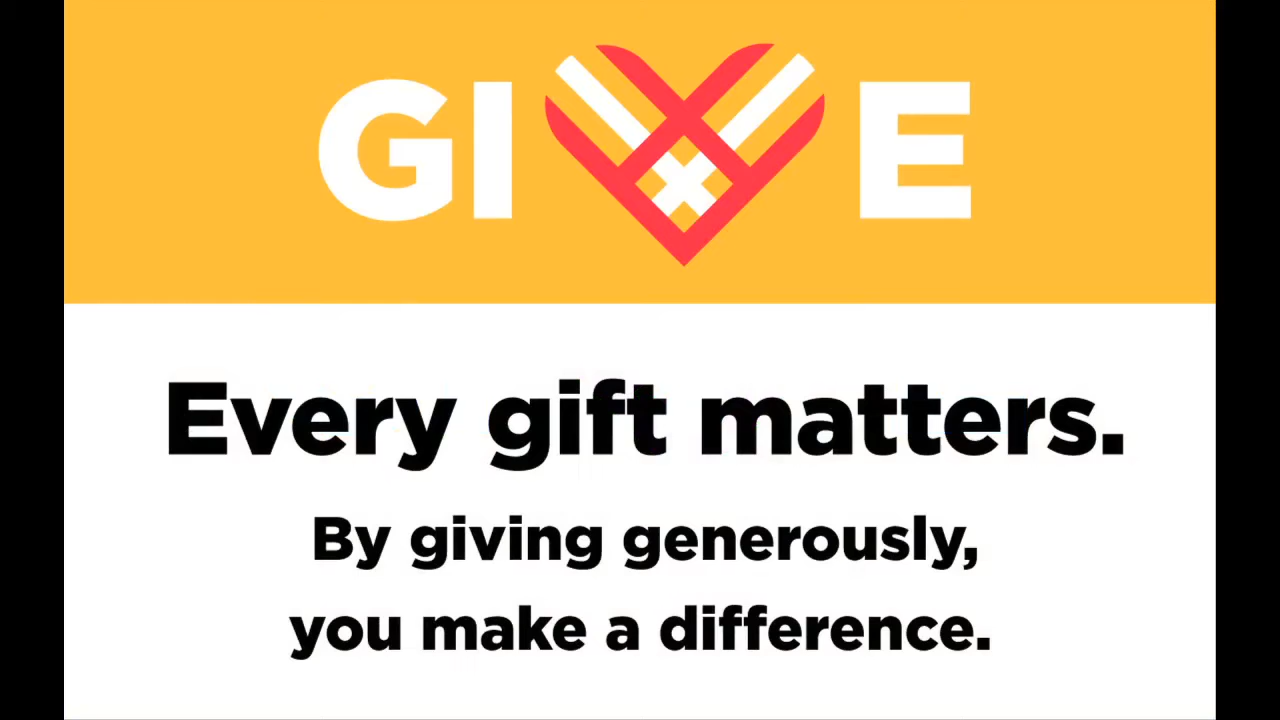 GIVE
Every gift matters.
By giving generously,
you make a difference.